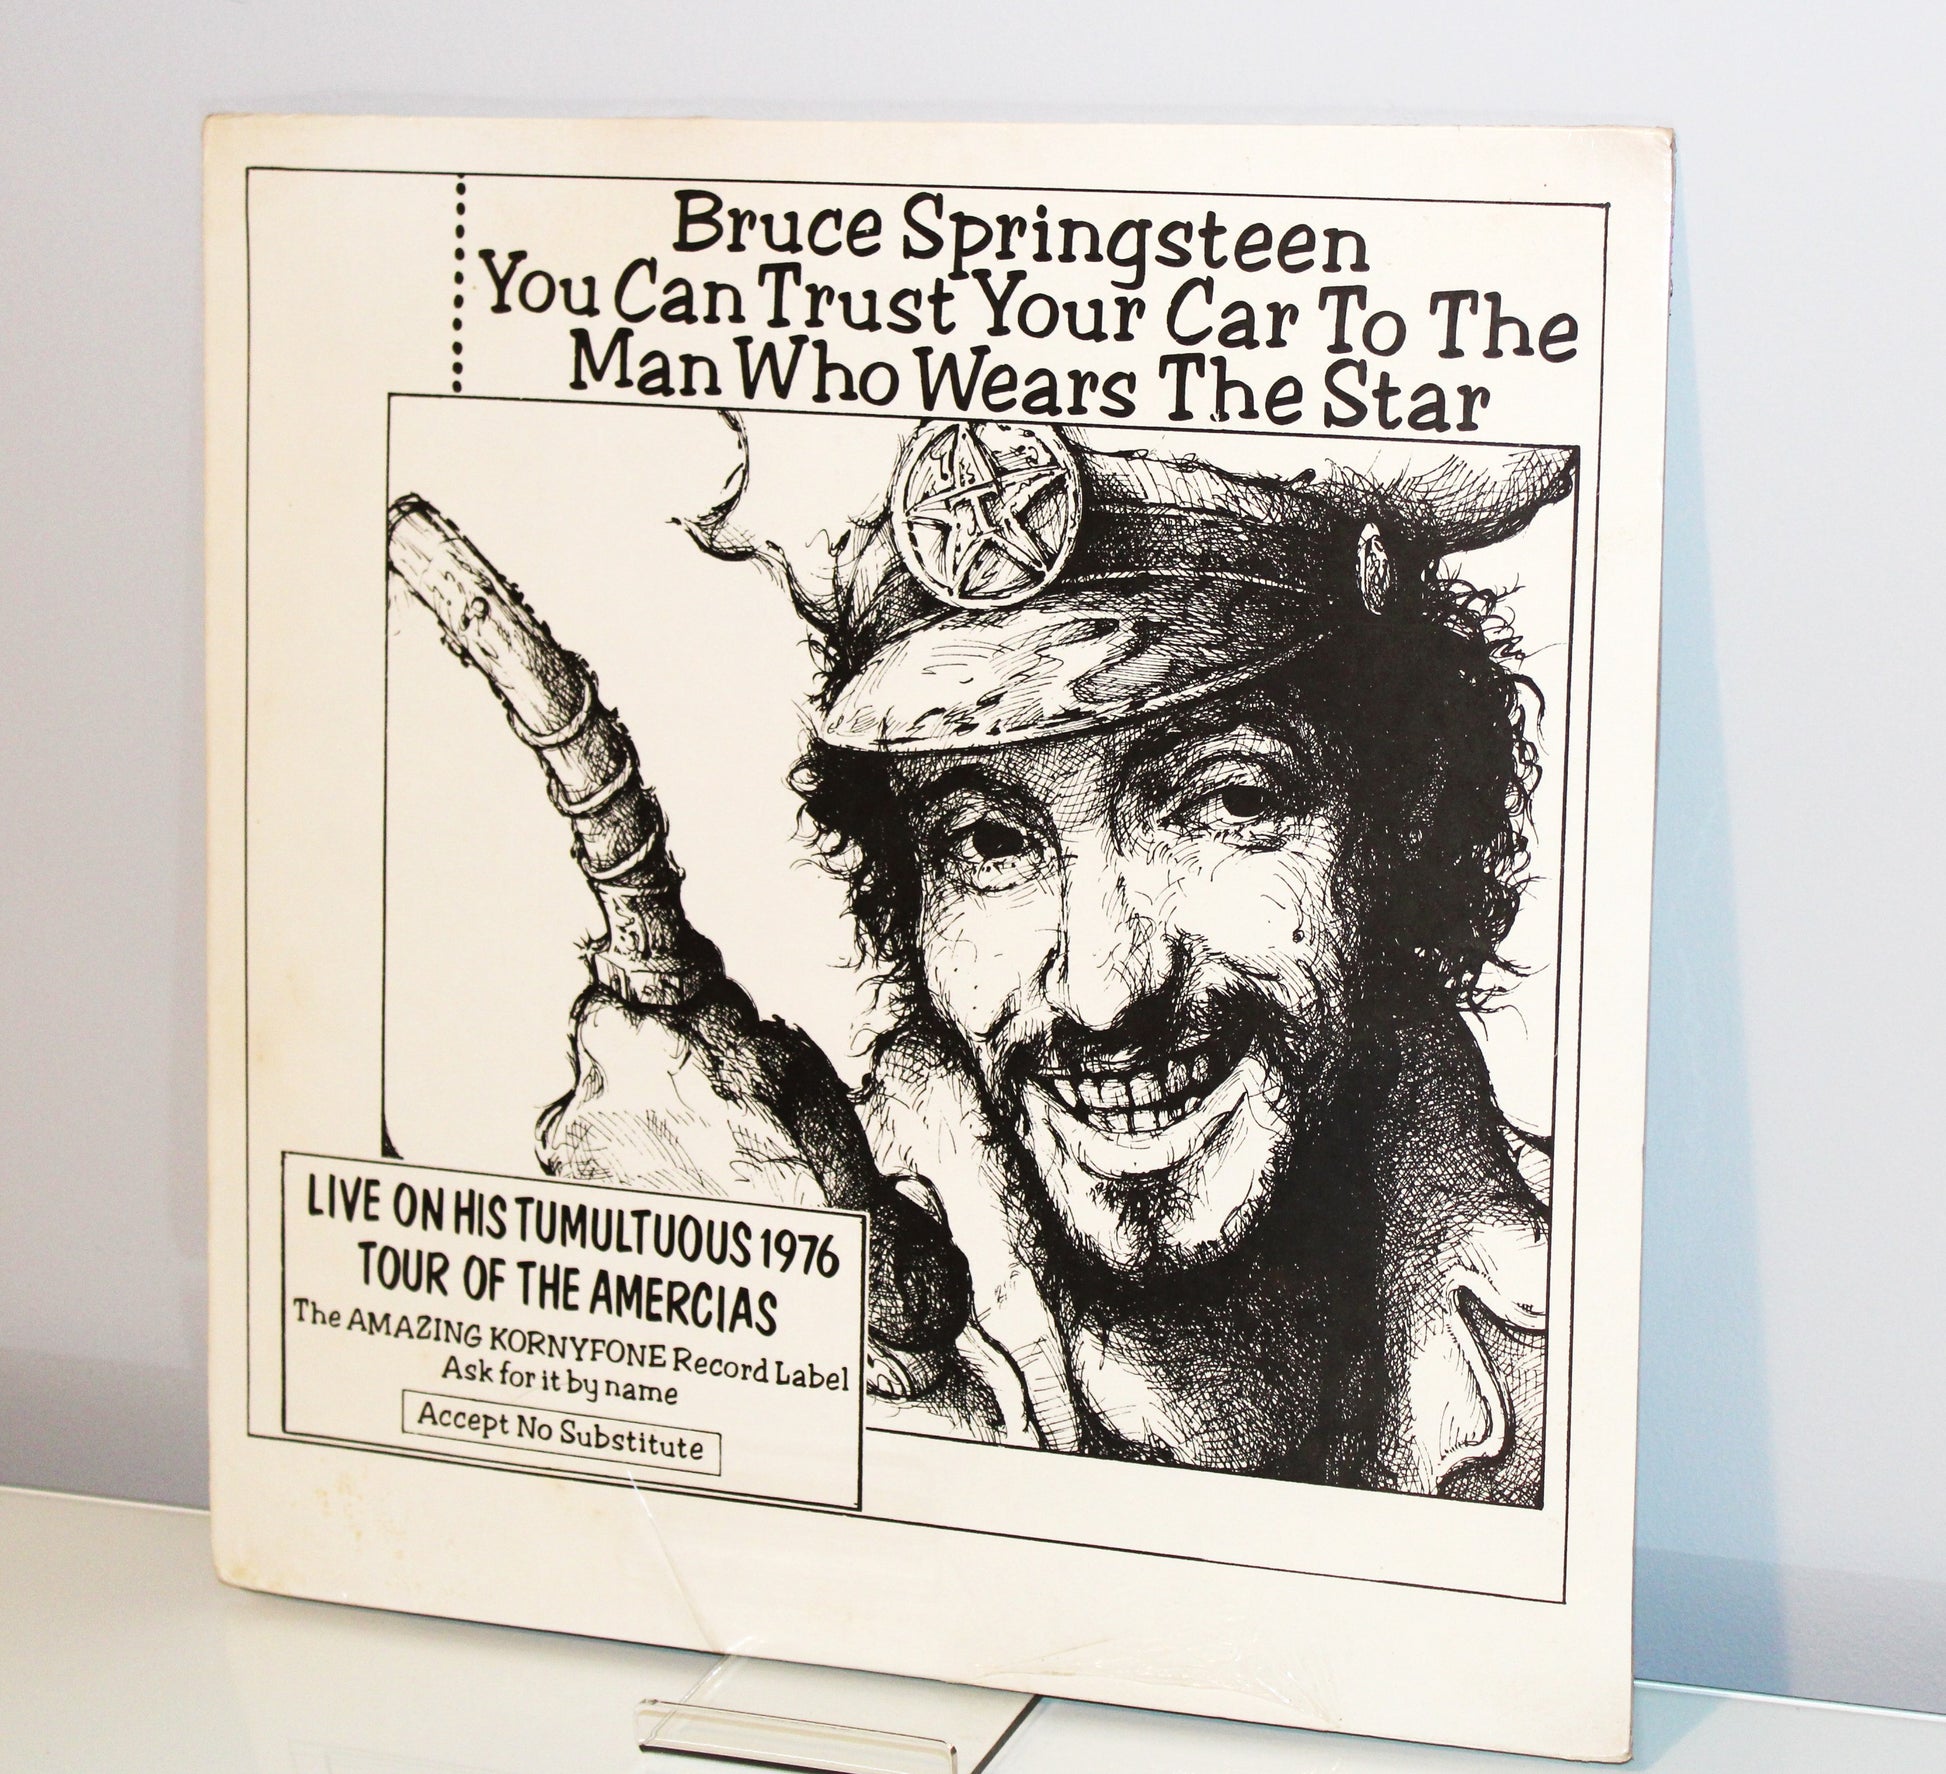 Bruce Springsteen
You Can Trust Your Car To The
Man Who Wears The Star
T
LIVE ON HIS TUMULTUOUS 1976
TOUR OF THE AMERCIAS
The AMAZING KORNYFONE Record Label
Ask for it by name
Accept No Substitute